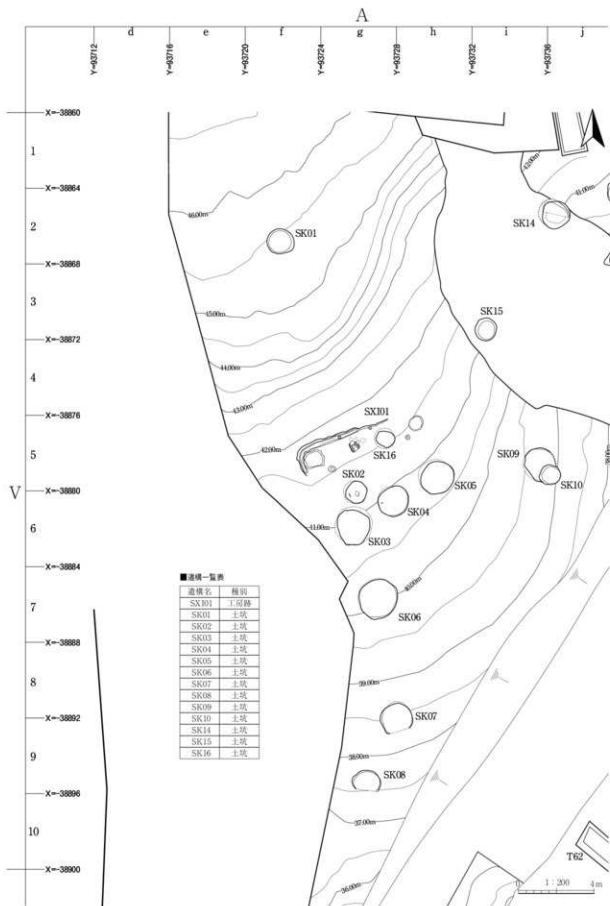 A
d e f g h i j
Y=93712
Y=93716
Y=93720
Y=93724
Y=93728
Y=93732
Y=93736
X=-38860
1
X=-38864
2
X=-38868
3
X=-38872
4
X=-38876
5
V
X=-38880
6
X=-38884
7
X=-38888
8
X=-38892
9
X=-38896
10
X=-38900
42.00m
41.00m
SK14
46.00m
SK01
SK15
45.00m
44.00m
43.00m
SXI01
42.00m
SK16
SK09
38.00m
SK10
SK02
SK05
SK04
41.00m
SK03
40.00m
SK06
39.00m
SK07
38.00m
SK08
37.00m
36.00m
T62
0 1:200 4m
■遺構一覧表
遺構名 種別
SXI01 工房跡
SK01 土坑
SK02 土坑
SK03 土坑
SK04 土坑
SK05 土坑
SK06 土坑
SK07 土坑
SK08 土坑
SK09 土坑
SK10 土坑
SK14 土坑
SK15 土坑
SK16 土坑